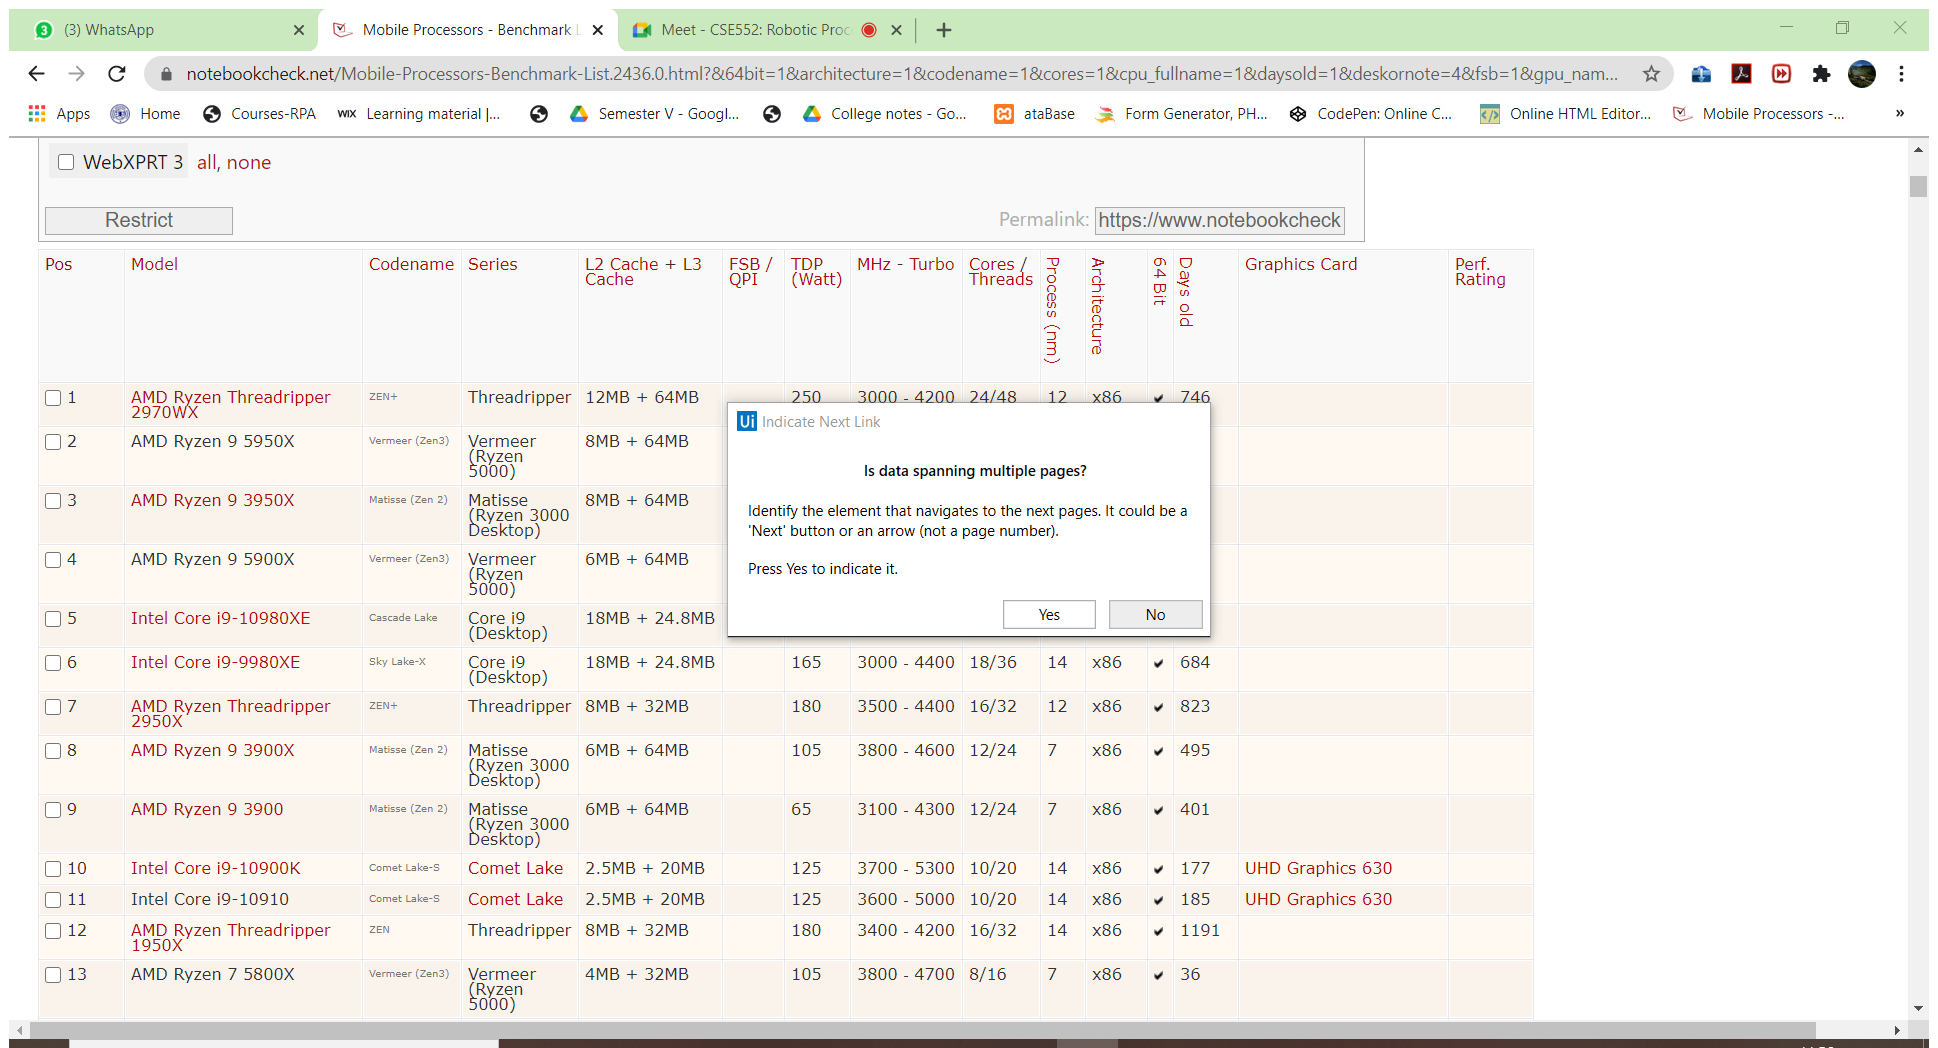 3 (3) WhatsApp Mobile Processors - Benchmark L Meet - CSE552: Robotic Proc
notebookcheck.net/Mobile-Processors-Benchmark-List.2436.0.html?&64bit=1&architecture=1&codename=1&cores=1&cpu_fullname=1&daysold=1&deskornote=4&fsb=1&gpu_nam...
Apps Home Courses-RPA WIX Learning material |... Semester V - Googl... College notes - Go... ataBase Form Generator, PH... CodePen: Online C... Online HTML Editor... Mobile Processors -... »
WebXPRT 3 all, none
Restrict Permalink: https://www.notebookcheck
Pos Model Codename Series L2 Cache + L3 Cache FSB / QPI TDP (Watt) MHz - Turbo Cores / Threads Process (nm) Architecture 64 Bit Days old Graphics Card Perf. Rating
1 AMD Ryzen Threadripper 2970WX ZEN+ Threadripper 12MB + 64MB 250 3000 - 4200 24/48 12 x86 ✔ 746
2 AMD Ryzen 9 5950X Vermeer (Zen3) Vermeer (Ryzen 5000) 8MB + 64MB
3 AMD Ryzen 9 3950X Matisse (Zen 2) Matisse (Ryzen 3000 Desktop) 8MB + 64MB
4 AMD Ryzen 9 5900X Vermeer (Zen3) Vermeer (Ryzen 5000) 6MB + 64MB
5 Intel Core i9-10980XE Cascade Lake Core i9 (Desktop) 18MB + 24.8MB
6 Intel Core i9-9980XE Sky Lake-X Core i9 (Desktop) 18MB + 24.8MB 165 3000 - 4400 18/36 14 x86 ✔ 684
7 AMD Ryzen Threadripper 2950X ZEN+ Threadripper 8MB + 32MB 180 3500 - 4400 16/32 12 x86 ✔ 823
8 AMD Ryzen 9 3900X Matisse (Zen 2) Matisse (Ryzen 3000 Desktop) 6MB + 64MB 105 3800 - 4600 12/24 7 x86 ✔ 495
9 AMD Ryzen 9 3900 Matisse (Zen 2) Matisse (Ryzen 3000 Desktop) 6MB + 64MB 65 3100 - 4300 12/24 7 x86 ✔ 401
10 Intel Core i9-10900K Comet Lake-S Comet Lake 2.5MB + 20MB 125 3700 - 5300 10/20 14 x86 ✔ 177 UHD Graphics 630
11 Intel Core i9-10910 Comet Lake-S Comet Lake 2.5MB + 20MB 125 3600 - 5000 10/20 14 x86 ✔ 185 UHD Graphics 630
12 AMD Ryzen Threadripper 1950X ZEN Threadripper 8MB + 32MB 180 3400 - 4200 16/32 14 x86 ✔ 1191
13 AMD Ryzen 7 5800X Vermeer (Zen3) Vermeer (Ryzen 5000) 4MB + 32MB 105 3800 - 4700 8/16 7 x86 ✔ 36
Ui Indicate Next Link
Is data spanning multiple pages?
Identify the element that navigates to the next pages. It could be a
'Next' button or an arrow (not a page number).
Press Yes to indicate it.
Yes No